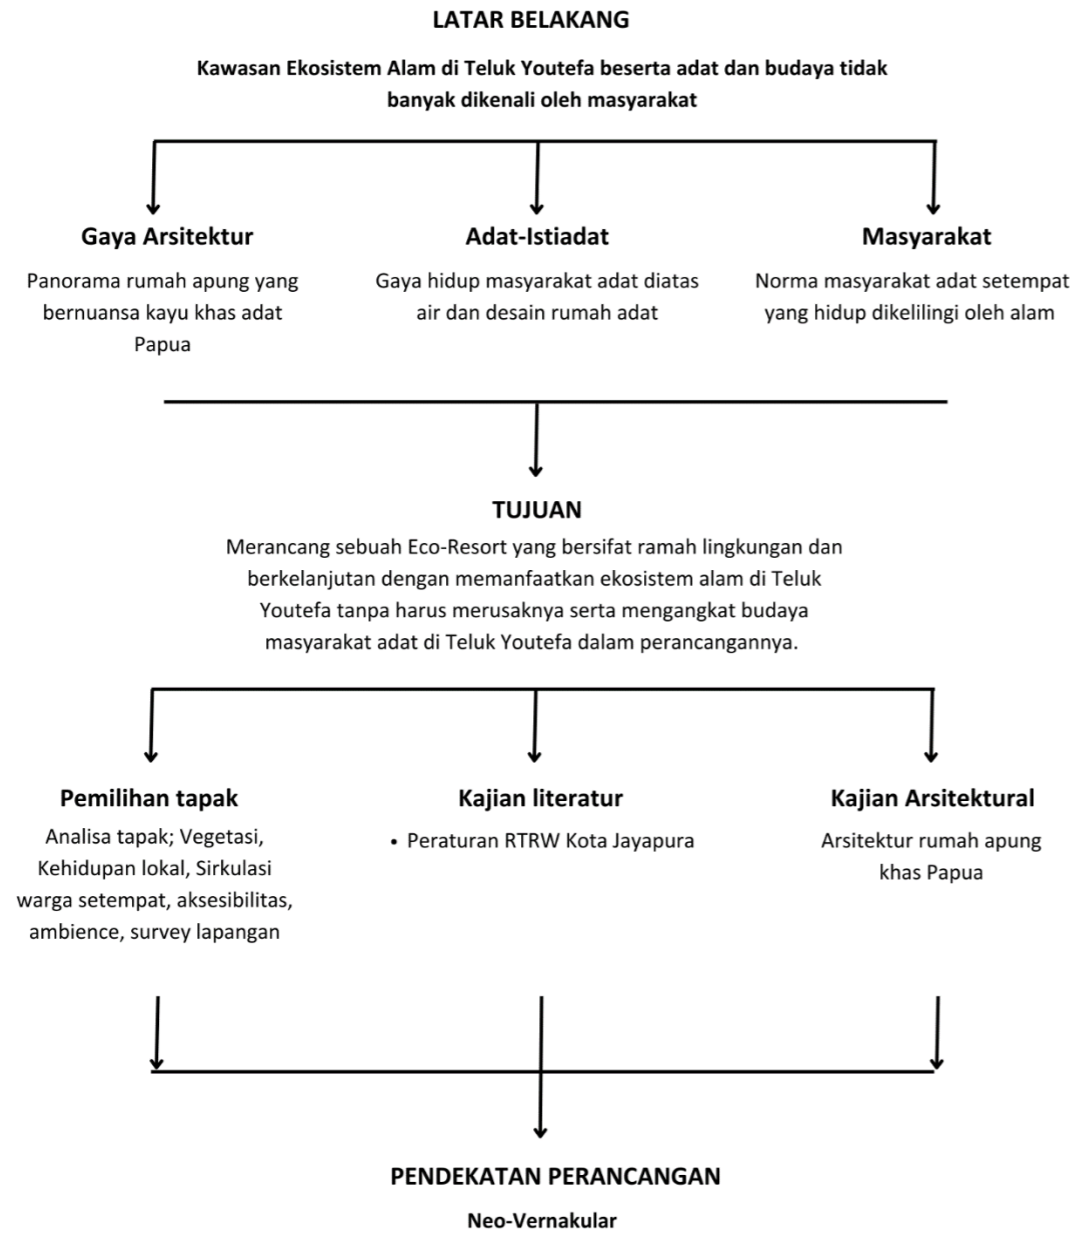 LATAR BELAKANG
Kawasan Ekosistem Alam di Teluk Youtefa beserta adat dan budaya tidak
banyak dikenali oleh masyarakat
Gaya Arsitektur
Panorama rumah apung yang
bernuansa kayu khas adat
Papua
Adat-Istiadat
Gaya hidup masyarakat adat diatas
air dan desain rumah adat
Masyarakat
Norma masyarakat adat setempat
yang hidup dikelilingi oleh alam
TUJUAN
Merancang sebuah Eco-Resort yang bersifat ramah lingkungan dan
berkelanjutan dengan memanfaatkan ekosistem alam di Teluk
Youtefa tanpa harus merusaknya serta mengangkat budaya
masyarakat adat di Teluk Youtefa dalam perancangannya.
Pemilihan tapak
Analisa tapak; Vegetasi,
Kehidupan lokal, Sirkulasi
warga setempat, aksesibilitas,
ambience, survey lapangan
Kajian literatur
• Peraturan RTRW Kota Jayapura
Kajian Arsitektural
Arsitektur rumah apung
khas Papua
PENDEKATAN PERANCANGAN
Neo-Vernakular